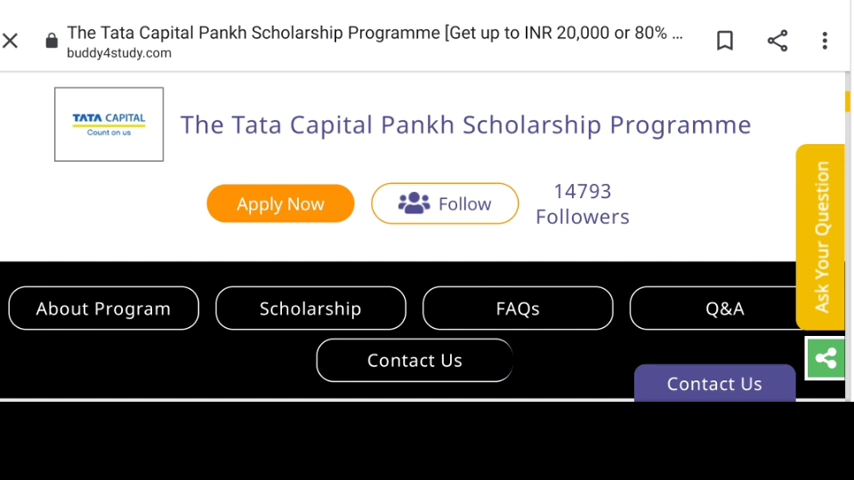 The Tata Capital Pankh Scholarship Programme [Get up to INR 20,000 or 80% ...
buddy4study.com
TATA CAPITAL
Count on us
The Tata Capital Pankh Scholarship Programme
Apply Now
Follow
14793
Followers
Ask Your Question
About Program
Scholarship
FAQs
Q&A
Contact Us
Contact Us